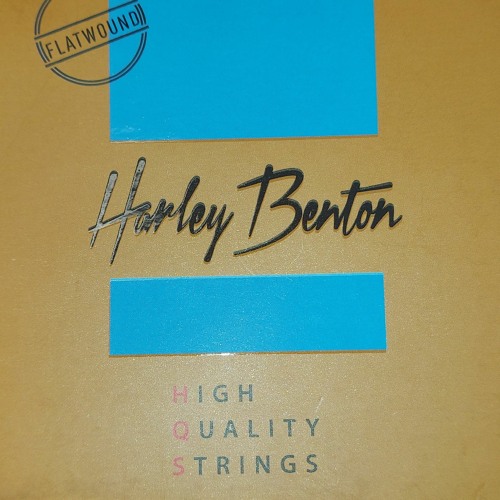 FLATWOUND
Harley Benton
HIGH
QUALITY
STRINGS